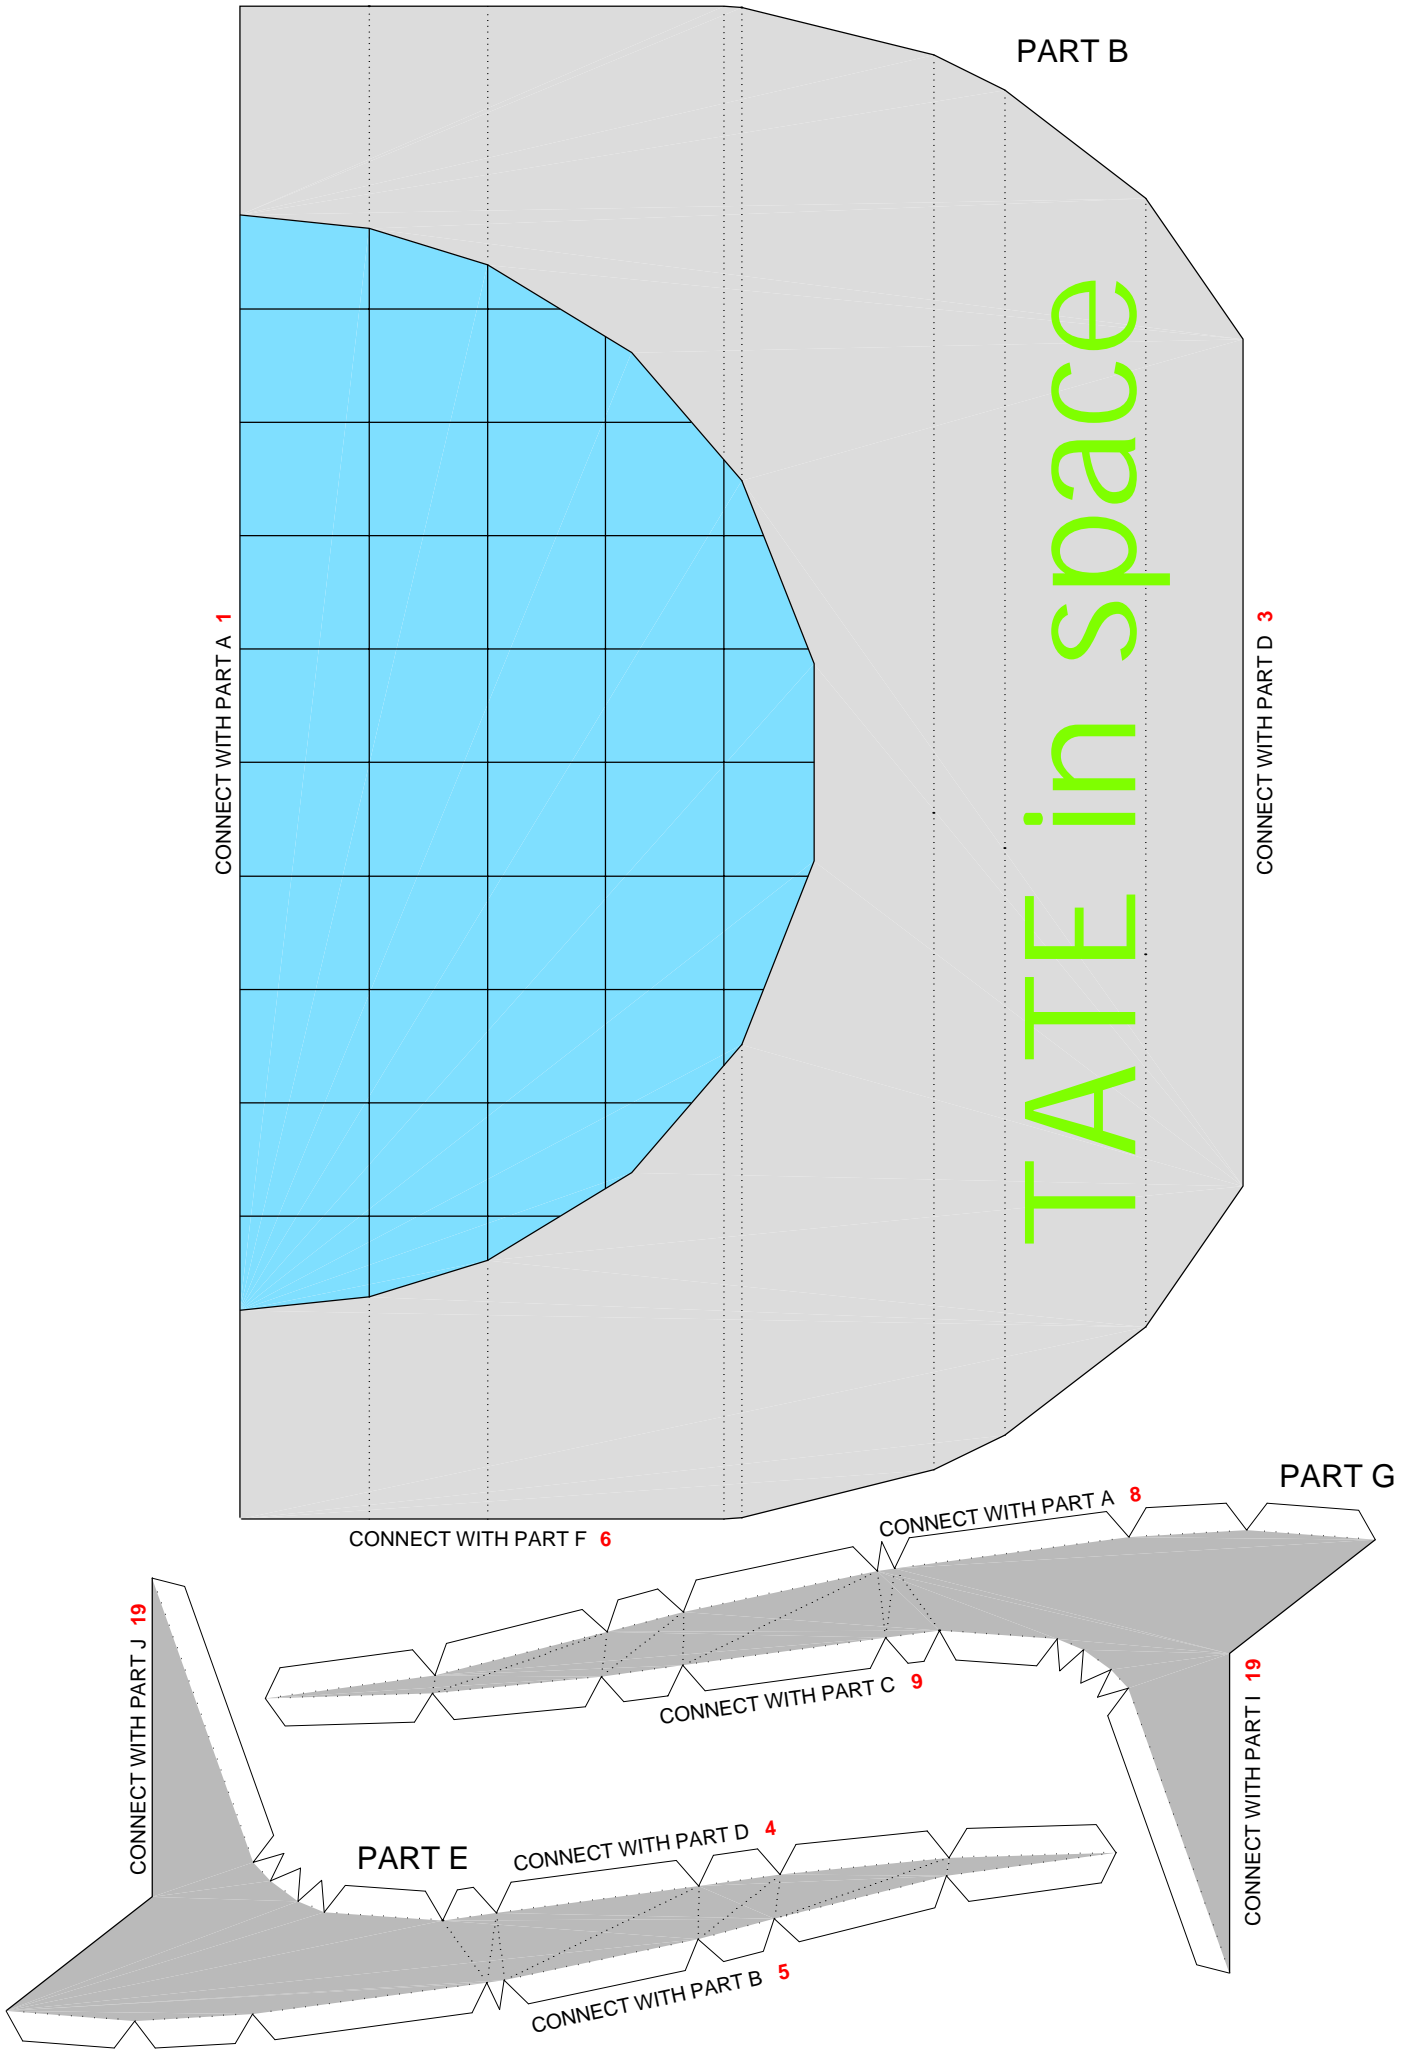 PART B
TATE in space
CONNECT WITH PART A 1
CONNECT WITH PART D 3
CONNECT WITH PART F 6
PART G
CONNECT WITH PART A 8
CONNECT WITH PART C 9
CONNECT WITH PART I 19
CONNECT WITH PART J 19
PART E
CONNECT WITH PART D 4
CONNECT WITH PART B 5